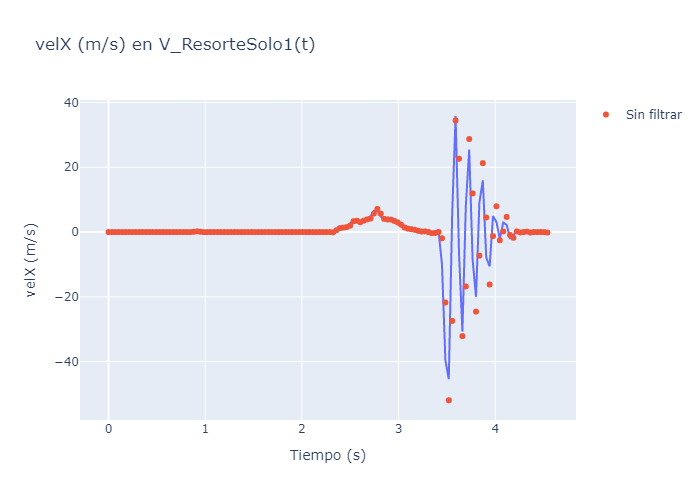 velX (m/s) en V_ResorteSolo1(t)
Sin filtrar
velX (m/s)
40
20
0
−20
−40
0
1
2
3
4
Tiempo (s)